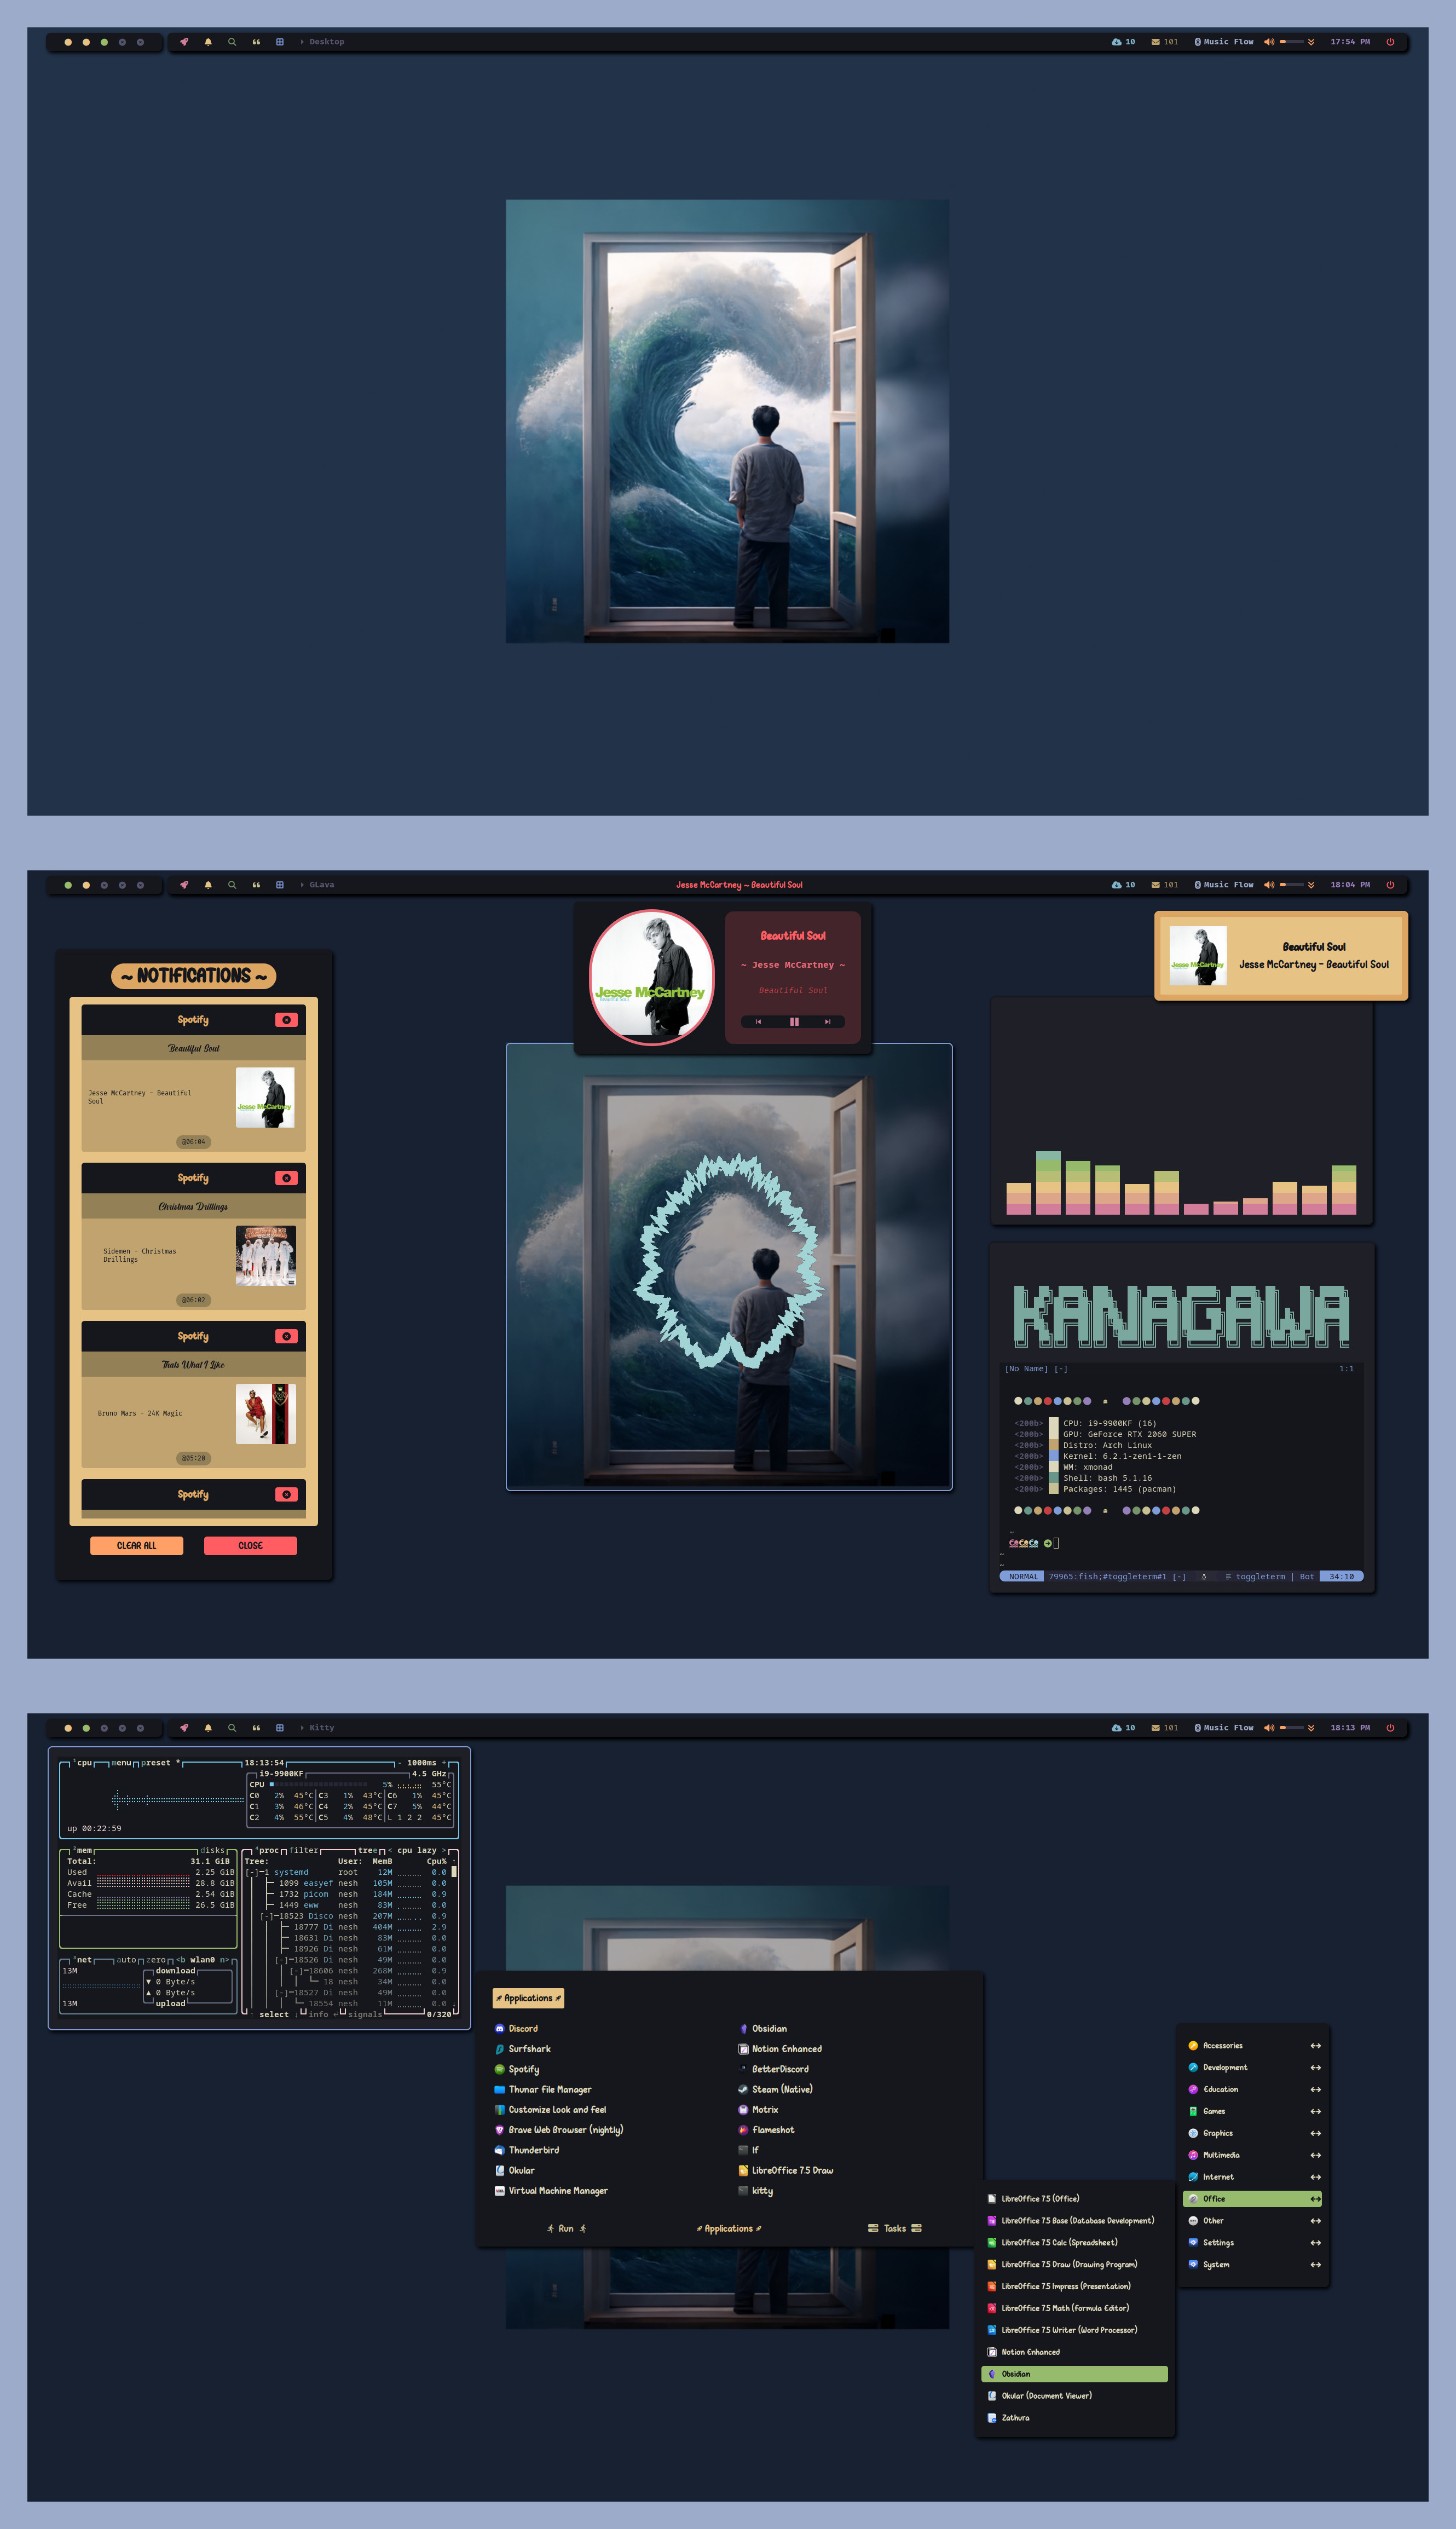 Desktop
10
101
Music Flow
17:54 PM
GLava
Jesse McCartney ~ Beautiful Soul
10
101
Music Flow
18:04 PM
~ NOTIFICATIONS ~
Spotify
Beautiful Soul
Jesse McCartney - Beautiful
Soul
@06:04
Spotify
Christmas Drillings
Sidemen - Christmas
Drillings
@06:02
Spotify
Thats What I Like
Bruno Mars - 24K Magic
@05:20
Spotify
CLEAR ALL
CLOSE
Jesse McCartney
Beautiful Soul
~ Jesse McCartney ~
Beautiful Soul
Beautiful Soul
Jesse McCartney - Beautiful Soul
KANAGAWA
[No Name] [-] 1:1
<200b> CPU: i9-9900KF (16)
<200b> GPU: GeForce RTX 2060 SUPER
<200b> Distro: Arch Linux
<200b> Kernel: 6.2.1-zen1-1-zen
<200b> WM: xmonad
<200b> Shell: bash 5.1.16
<200b> Packages: 1445 (pacman)
NORMAL 79965:fish;#toggleterm#1 [-] toggleterm | Bot 34:10
Kitty
10
101
Music Flow
18:13 PM
¹cpu menu preset * 18:13:54 - 1000ms +
i9-9900KF 4.5 GHz
CPU 5% 55°C
C0 2% 45°C C3 1% 43°C C6 1% 45°C
C1 3% 46°C C4 2% 45°C C7 5% 44°C
C2 4% 55°C C5 4% 48°C L 1 2 2 45°C
up 00:22:59
²mem disks
Total: 31.1 GiB
Used 2.25 GiB
Avail 28.8 GiB
Cache 2.54 GiB
Free 26.5 GiB
³net auto zero <b wlan0 n>
13M download
▼ 0 Byte/s
▲ 0 Byte/s
13M upload
⁴proc filter tree < cpu lazy >
Tree: User: MemB Cpu% ↑
[-]─1 systemd root 12M 0.0
├─ 1099 easyef nesh 105M 0.0
├─ 1732 picom nesh 184M 0.9
├─ 1449 eww nesh 83M 0.0
[-]─18523 Disco nesh 207M 0.9
├─ 18777 Di nesh 404M 2.9
├─ 18631 Di nesh 83M 0.0
├─ 18926 Di nesh 61M 0.0
[-]─18526 Di nesh 49M 0.0
[-]─18606 nesh 268M 0.9
└─ 18 nesh 34M 0.0
[-]─18527 Di nesh 49M 0.0
└─ 18554 nesh 11M 0.0 ↓
↑ select ↓ info ↵ signals 0/320
Applications
Discord
Surfshark
Spotify
Thunar File Manager
Customize Look and Feel
Brave Web Browser (nightly)
Thunderbird
Okular
Virtual Machine Manager
Obsidian
Notion Enhanced
BetterDiscord
Steam (Native)
Motrix
Flameshot
lf
LibreOffice 7.5 Draw
kitty
Run
Applications
Tasks
Accessories
Development
Education
Games
Graphics
Multimedia
Internet
Office
Other
Settings
System
LibreOffice 7.5 (Office)
LibreOffice 7.5 Base (Database Development)
LibreOffice 7.5 Calc (Spreadsheet)
LibreOffice 7.5 Draw (Drawing Program)
LibreOffice 7.5 Impress (Presentation)
LibreOffice 7.5 Math (Formula Editor)
LibreOffice 7.5 Writer (Word Processor)
Notion Enhanced
Obsidian
Okular (Document Viewer)
Zathura